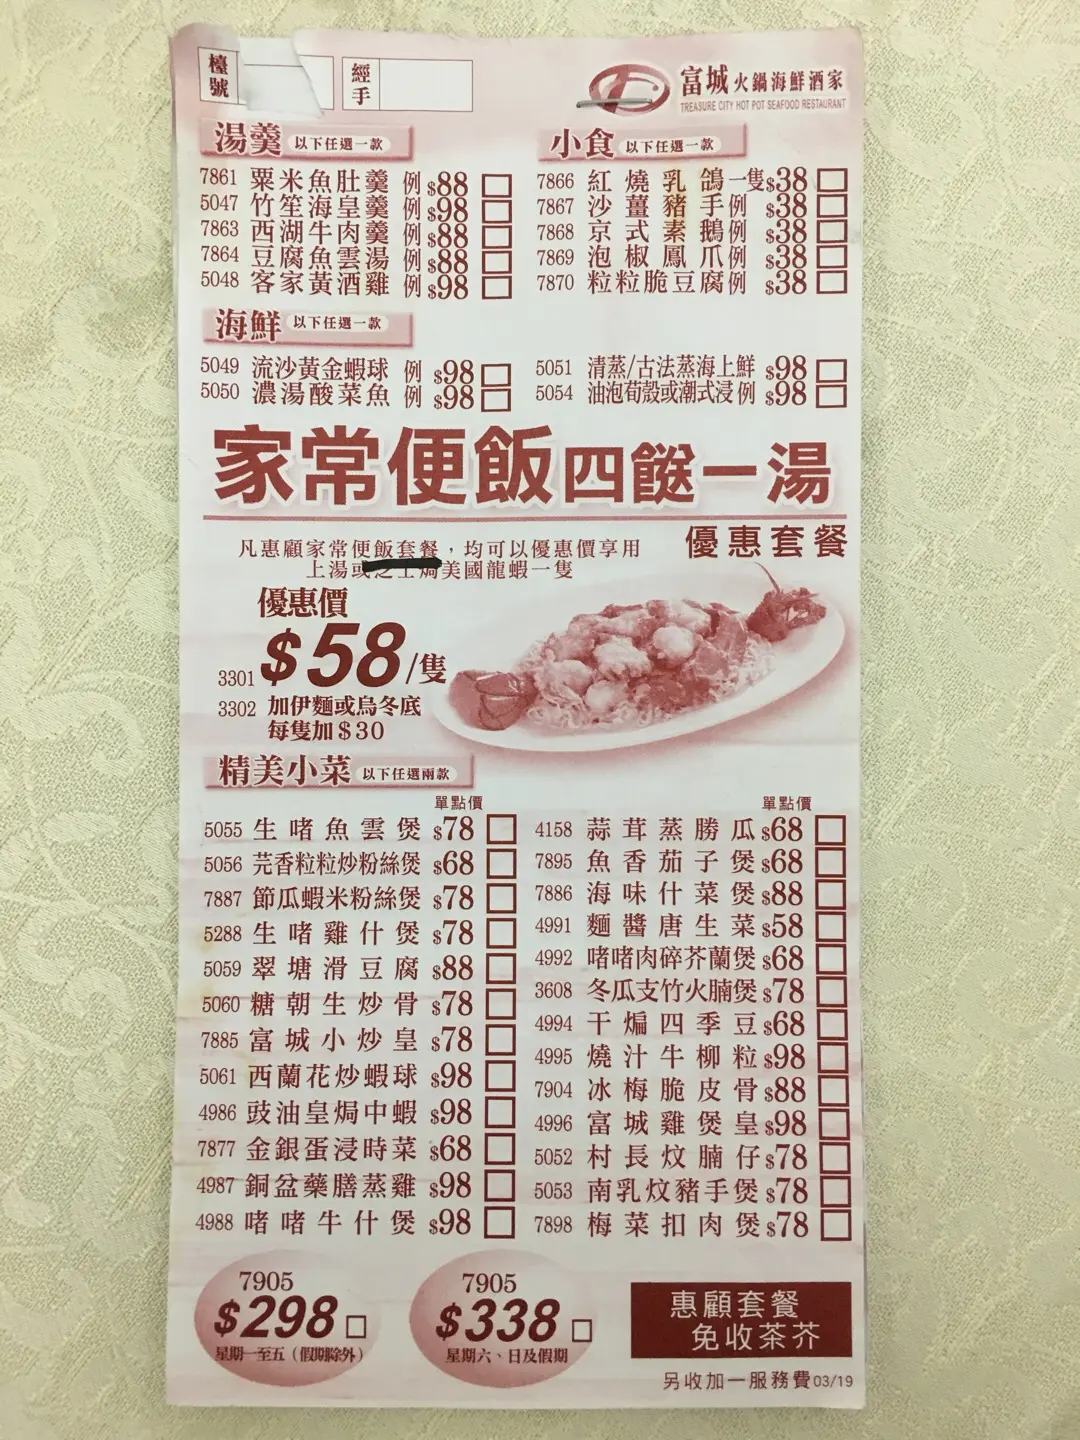 檯號
經手
富城火鍋海鮮酒家
TREASURE CITY HOT POT SEAFOOD RESTAURANT
湯羹 以下任選一款
7861 粟米魚肚羹 例 $88
5047 竹笙海皇羹 例 $98
7863 西湖牛肉羹 例 $88
7864 豆腐魚雲湯 例 $88
5048 客家黃酒雞 例 $98
小食 以下任選一款
7866 紅燒乳鴿一隻 $38
7867 沙薑豬手例 $38
7868 京式素鵝例 $38
7869 泡椒鳳爪例 $38
7870 粒粒脆豆腐例 $38
海鮮 以下任選一款
5049 流沙黃金蝦球 例 $98
5050 濃湯酸菜魚 例 $98
5051 清蒸/古法蒸海上鮮 $98
5054 油泡荀殼或潮式浸例 $98
家常便飯四餸一湯
優惠套餐
凡惠顧家常便飯套餐，均可以優惠價享用
上湯或芝士焗美國龍蝦一隻
優惠價
3301 $58/隻
3302 加伊麵或烏冬底
每隻加$30
精美小菜 以下任選兩款
單點價
5055 生啫魚雲煲 $78
5056 芫香粒粒炒粉絲煲 $68
7887 節瓜蝦米粉絲煲 $78
5288 生啫雞什煲 $78
5059 翠塘滑豆腐 $88
5060 糖朝生炒骨 $78
7885 富城小炒皇 $78
5061 西蘭花炒蝦球 $98
4986 豉油皇焗中蝦 $98
7877 金銀蛋浸時菜 $68
4987 銅盆藥膳蒸雞 $98
4988 啫啫牛什煲 $98
單點價
4158 蒜茸蒸勝瓜 $68
7895 魚香茄子煲 $68
7886 海味什菜煲 $88
4991 麵醬唐生菜 $58
4992 啫啫肉碎芥蘭煲 $68
3608 冬瓜支竹火腩煲 $78
4994 干煸四季豆 $68
4995 燒汁牛柳粒 $98
7904 冰梅脆皮骨 $88
4996 富城雞煲皇 $98
5052 村長炆腩仔 $78
5053 南乳炆豬手煲 $78
7898 梅菜扣肉煲 $78
7905
$298
星期一至五（假期除外）
7905
$338
星期六、日及假期
惠顧套餐
免收茶芥
另收加一服務費 03/19